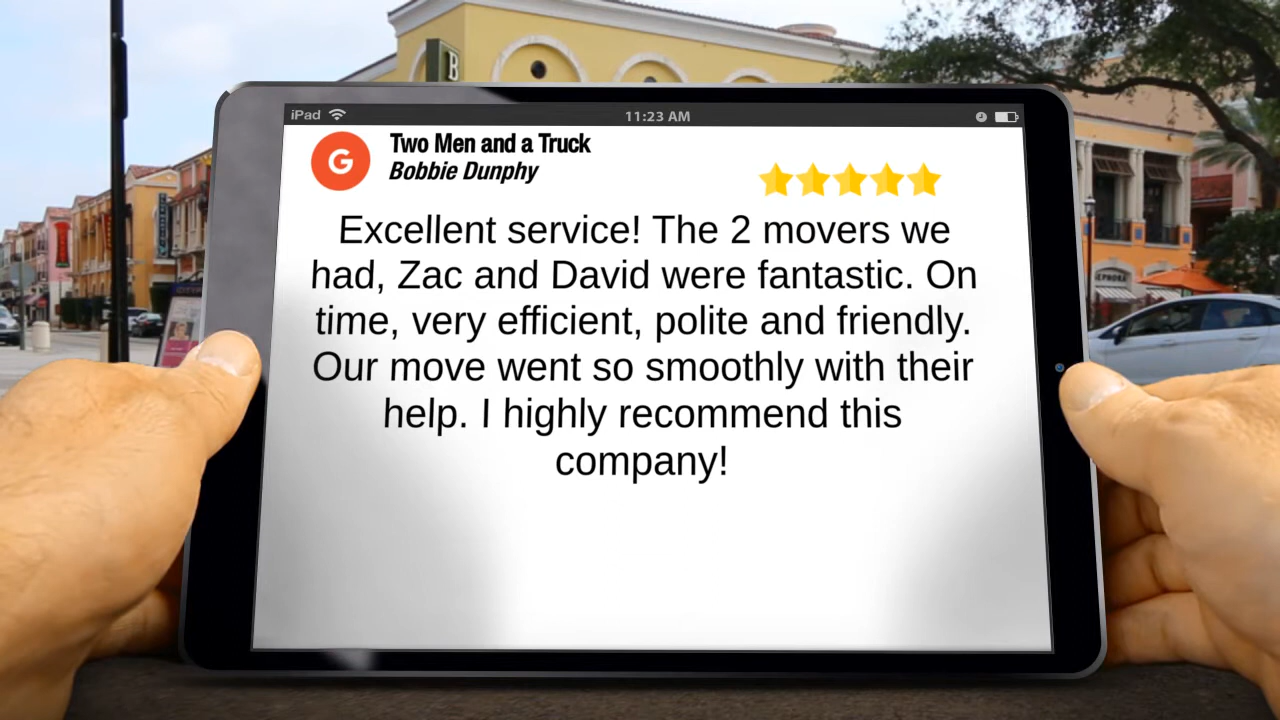 iPad 11:23 AM
G
Two Men and a Truck
Bobbie Dunphy
Excellent service! The 2 movers we
had, Zac and David were fantastic. On
time, very efficient, polite and friendly.
Our move went so smoothly with their
help. I highly recommend this
company!
B
SEPHORA